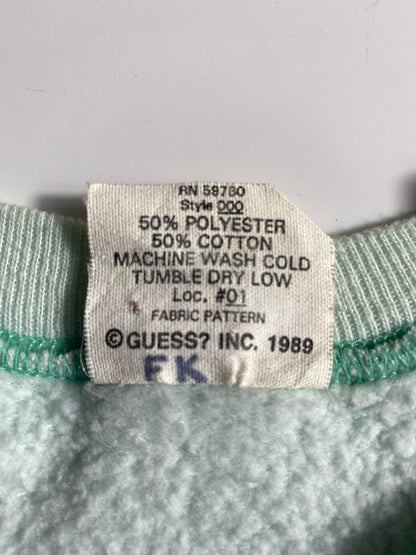 RN 59760
Style 000
50% POLYESTER
50% COTTON
MACHINE WASH COLD
TUMBLE DRY LOW
Loc. #01
FABRIC PATTERN
©GUESS? INC. 1989
FK